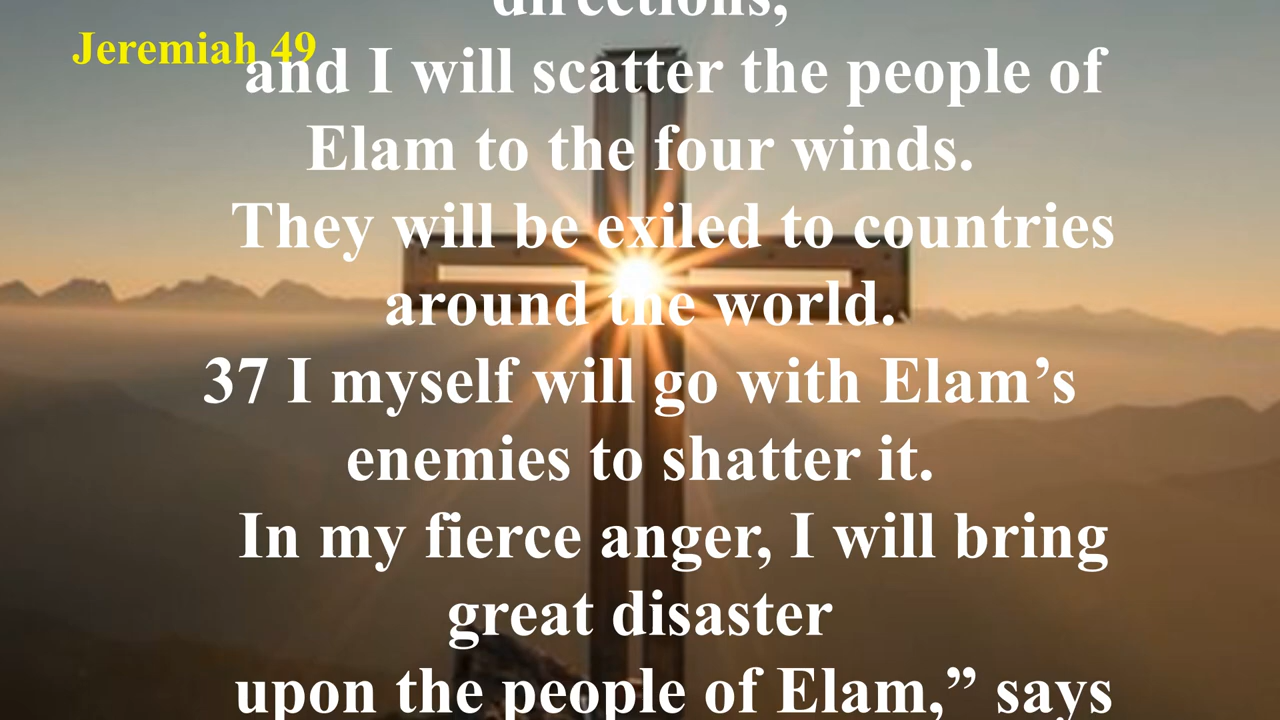 directions,
Jeremiah 49
and I will scatter the people of
Elam to the four winds.
They will be exiled to countries
around the world.
37 I myself will go with Elam’s
enemies to shatter it.
In my fierce anger, I will bring
great disaster
upon the people of Elam,” says